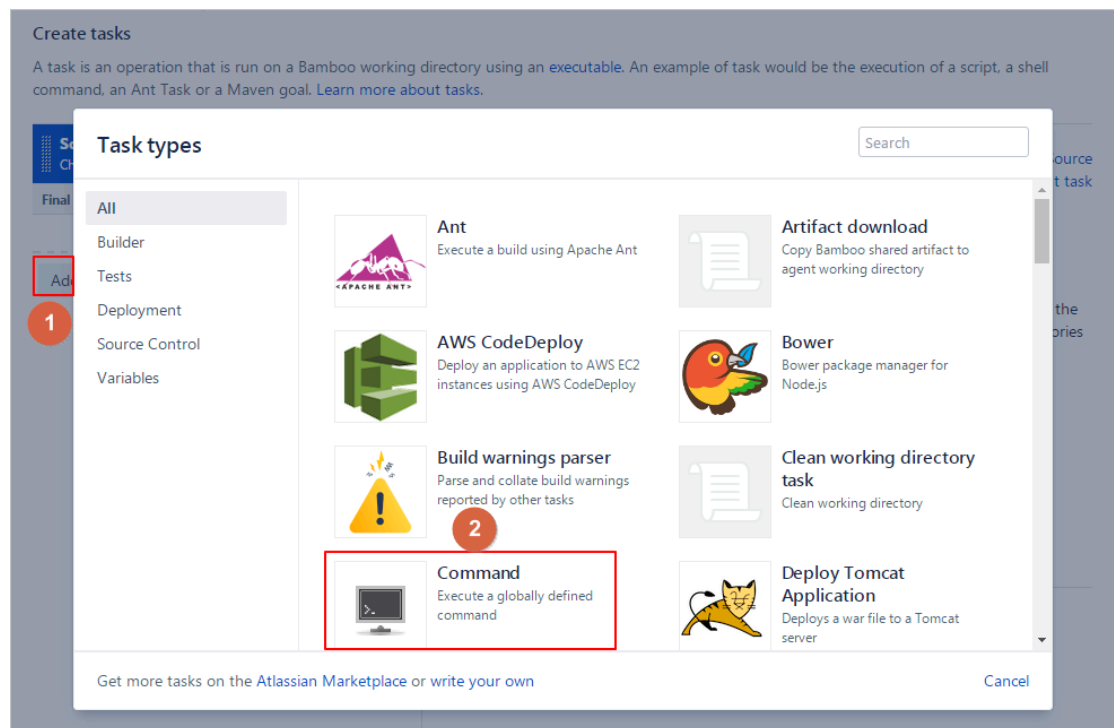 Create tasks
A task is an operation that is run on a Bamboo working directory using an executable. An example of task would be the execution of a script, a shell
command, an Ant Task or a Maven goal. Learn more about tasks.
Task types
Search
All
Builder
Tests
Deployment
Source Control
Variables
Final
1
Ant
Execute a build using Apache Ant
<APACHE ANT>
Artifact download
Copy Bamboo shared artifact to
agent working directory
AWS CodeDeploy
Deploy an application to AWS EC2
instances using AWS CodeDeploy
Bower
Bower package manager for
Node.js
Build warnings parser
Parse and collate build warnings
reported by other tasks
Clean working directory
task
Clean working directory
2
Command
Execute a globally defined
command
Deploy Tomcat
Application
Deploys a war file to a Tomcat
server
t task
the
Get more tasks on the Atlassian Marketplace or write your own
Cancel